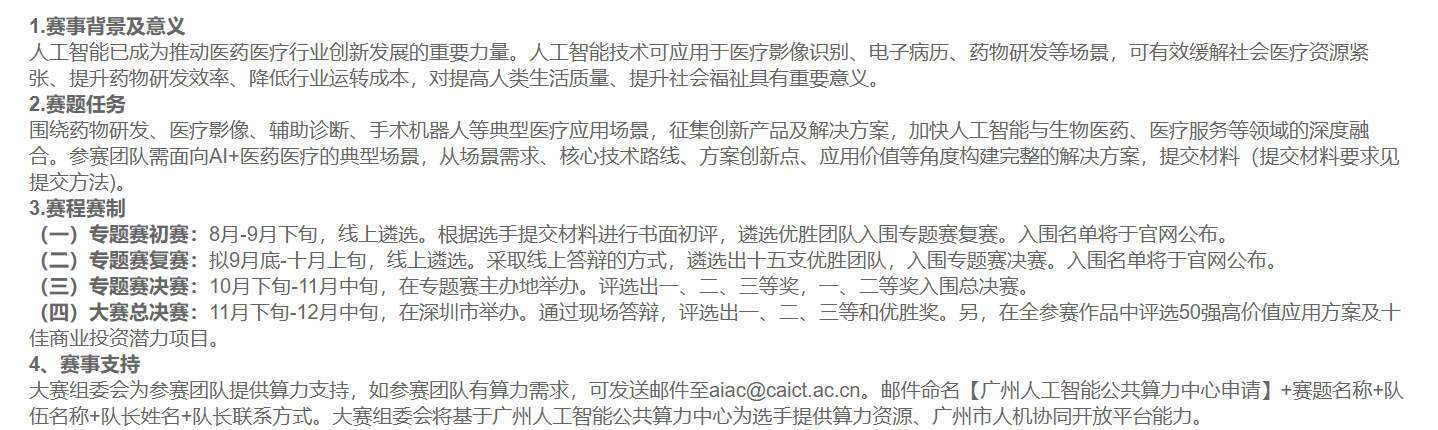 1.赛事背景及意义
人工智能已成为推动医药医疗行业创新发展的重要力量。人工智能技术可应用于医疗影像识别、电子病历、药物研发等场景，可有效缓解社会医疗资源紧
张、提升药物研发效率、降低行业运转成本，对提高人类生活质量、提升社会福祉具有重要意义。
2.赛题任务
围绕药物研发、医疗影像、辅助诊断、手术机器人等典型医疗应用场景，征集创新产品及解决方案，加快人工智能与生物医药、医疗服务等领域的深度融
合。参赛团队需面向AI+医药医疗的典型场景，从场景需求、核心技术路线、方案创新点、应用价值等角度构建完整的解决方案，提交材料（提交材料要求见
提交方法)。
3.赛程赛制
（一）专题赛初赛：8月-9月下旬，线上遴选。根据选手提交材料进行书面初评，遴选优胜团队入围专题赛复赛。入围名单将于官网公布。
（二）专题赛复赛：拟9月底-十月上旬，线上遴选。采取线上答辩的方式，遴选出十五支优胜团队，入围专题赛决赛。入围名单将于官网公布。
（三）专题赛决赛：10月下旬-11月中旬，在专题赛主办地举办。评选出一、二、三等奖，一、二等奖入围总决赛。
（四）大赛总决赛：11月下旬-12月中旬，在深圳市举办。通过现场答辩，评选出一、二、三等和优胜奖。另，在全参赛作品中评选50强高价值应用方案及十
佳商业投资潜力项目。
4、赛事支持
大赛组委会为参赛团队提供算力支持，如参赛团队有算力需求，可发送邮件至aiac@caict.ac.cn。邮件命名【广州人工智能公共算力中心申请】+赛题名称+队
伍名称+队长姓名+队长联系方式。大赛组委会将基于广州人工智能公共算力中心为选手提供算力资源、广州市人机协同开放平台能力。